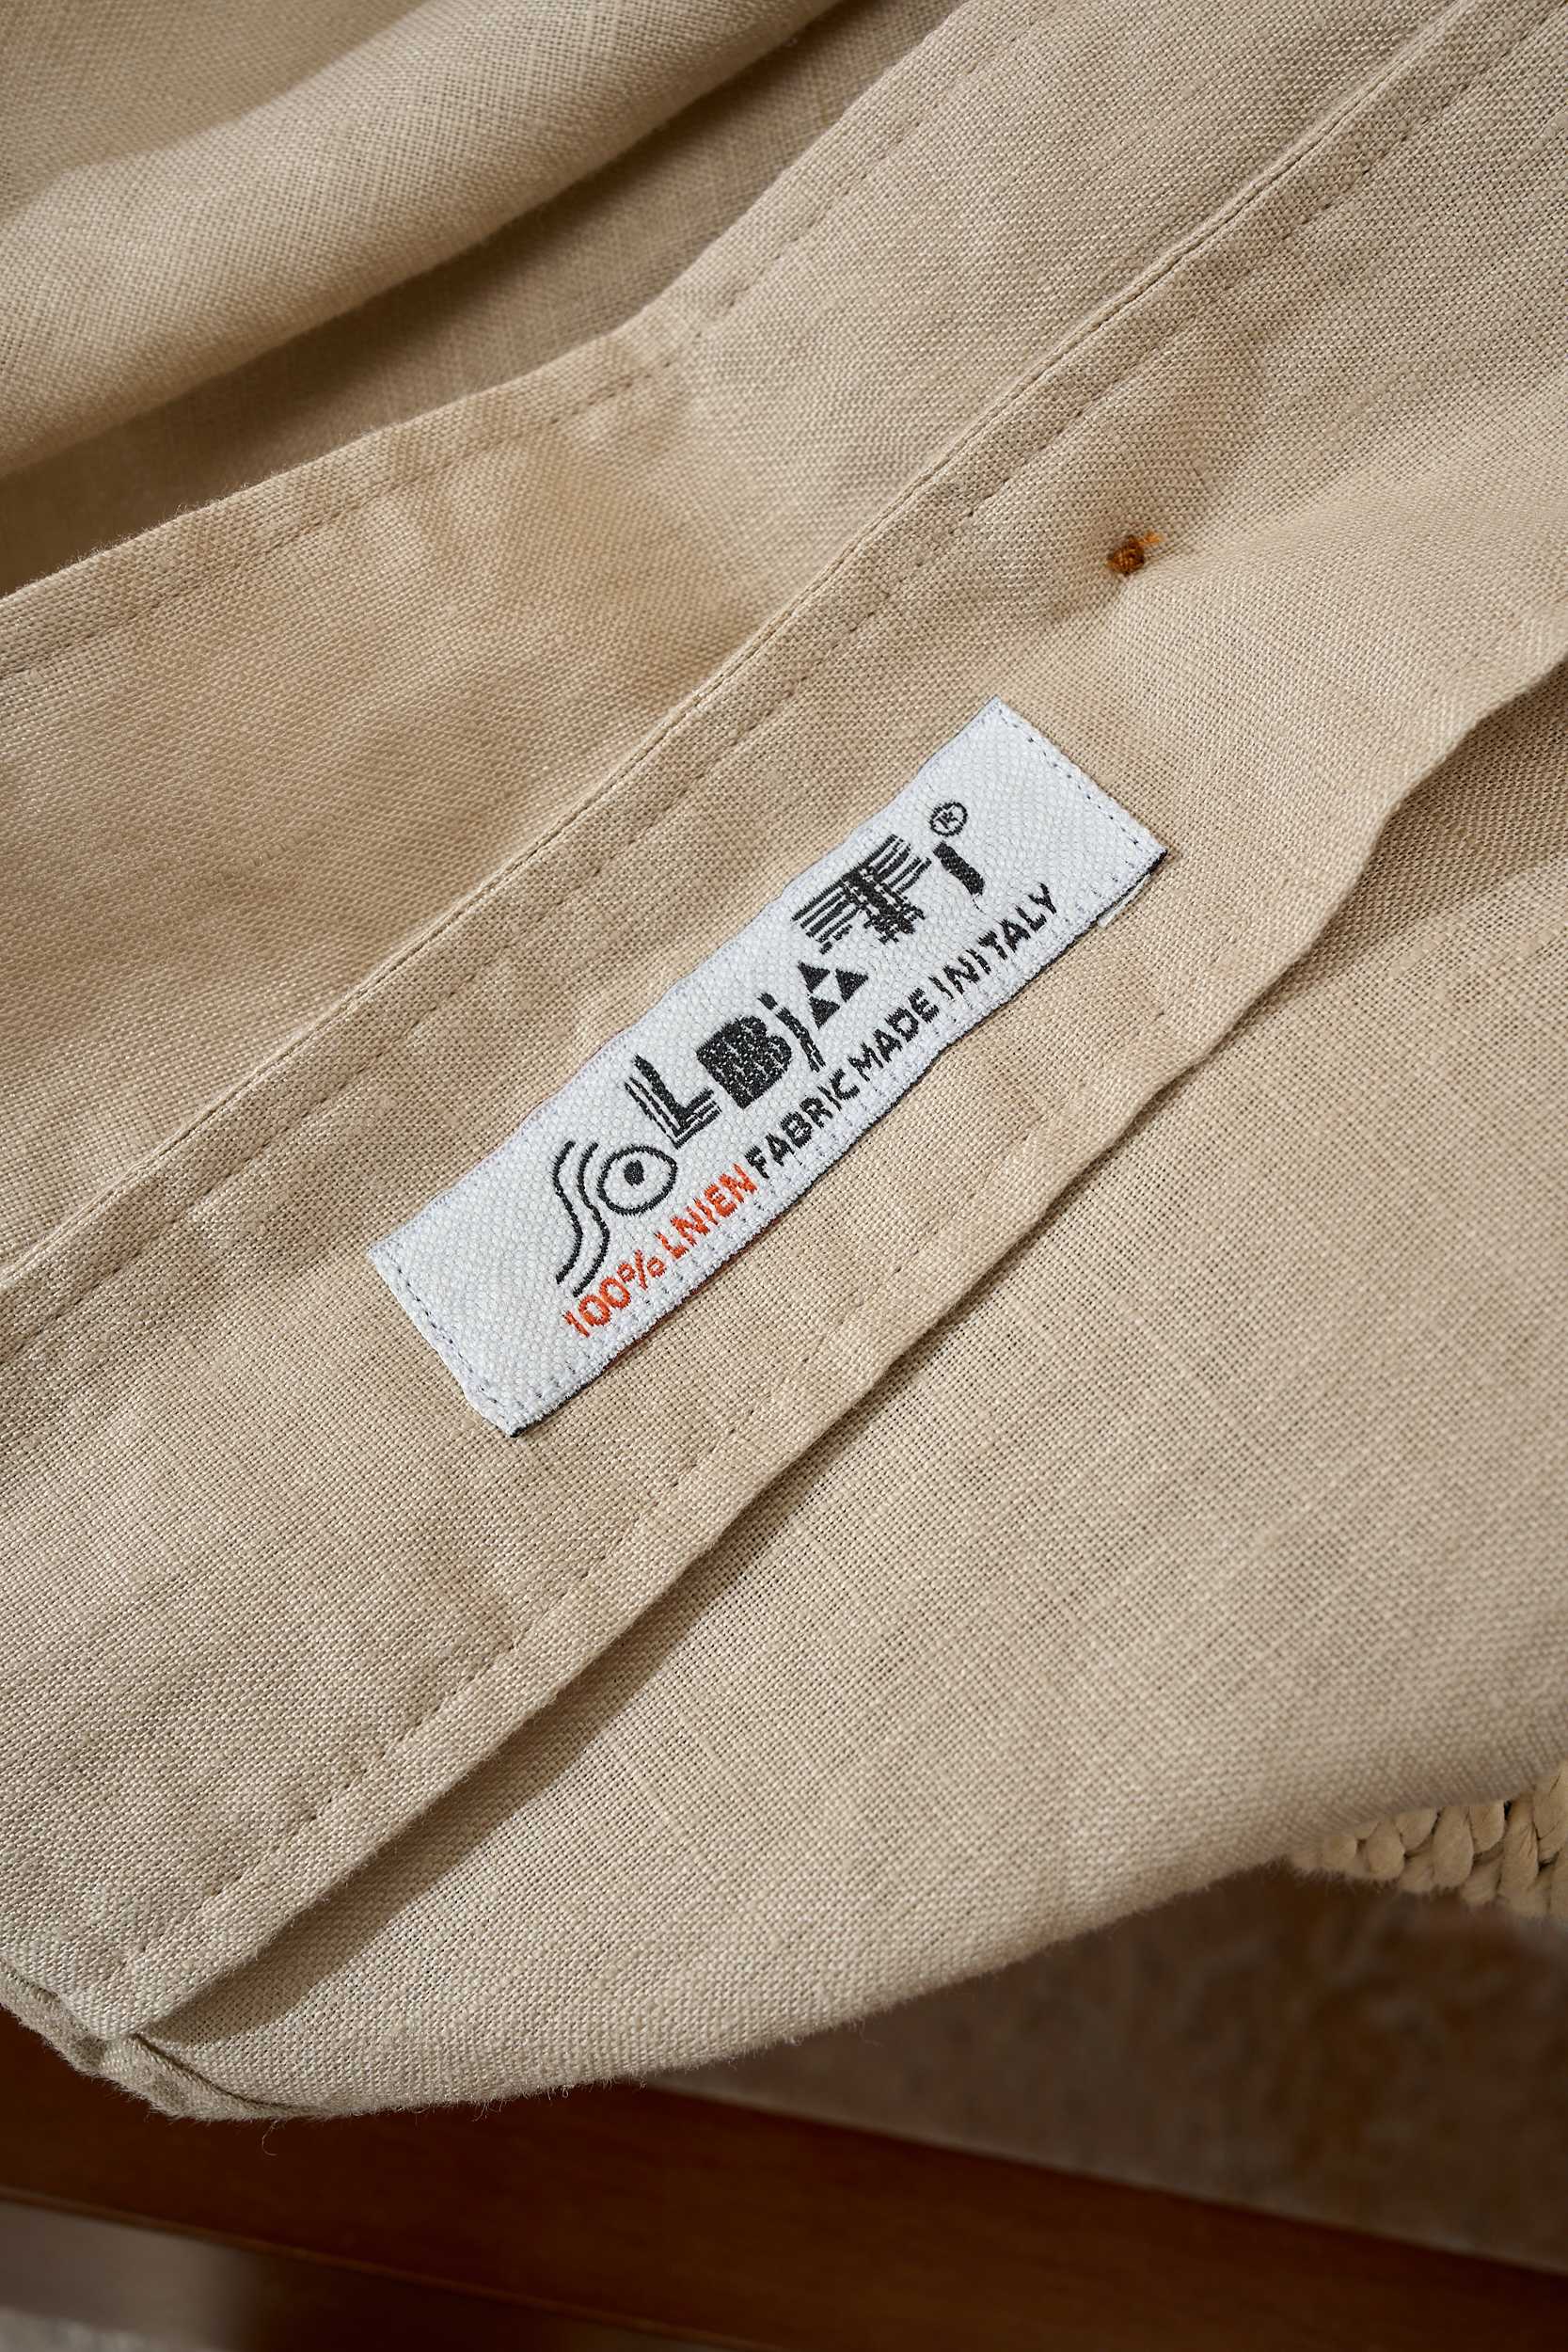 SOLBIATI®
100% LNIEN FABRIC MADE IN ITALY